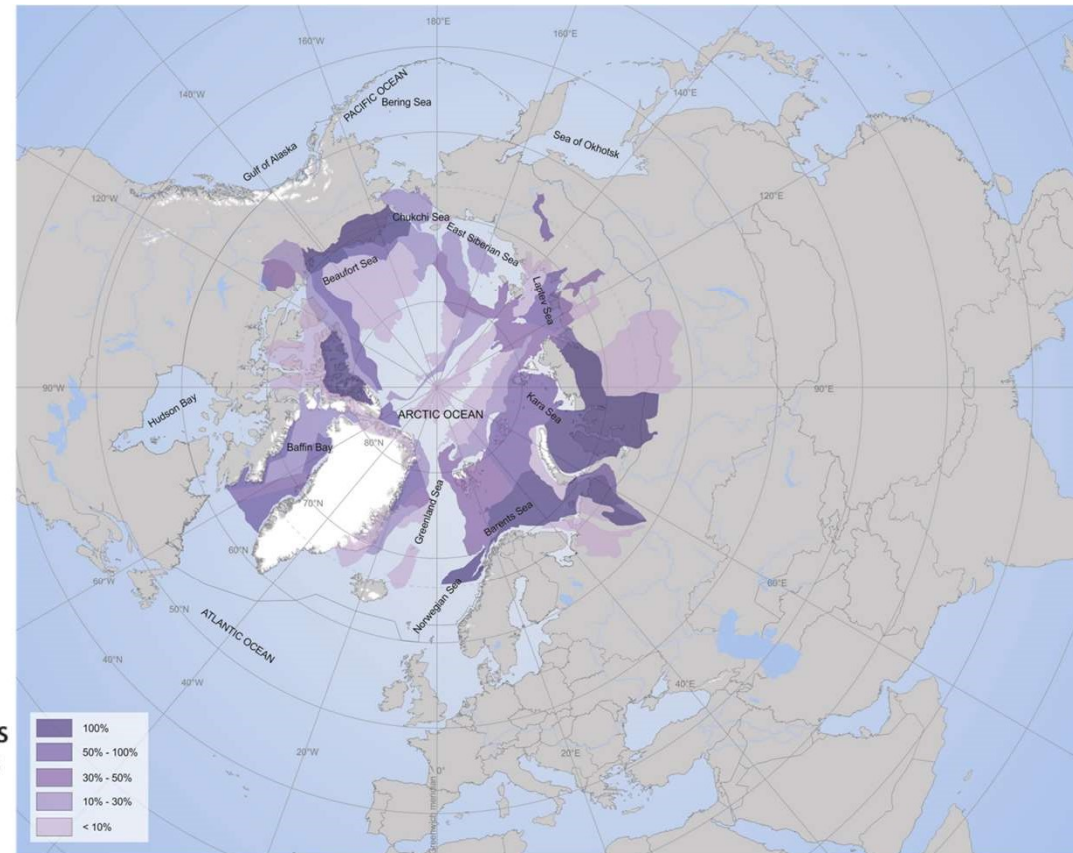 180°E
160°W
160°E
140°W
PACIFIC OCEAN
Bering Sea
140°E
Sea of Okhotsk
Gulf of Alaska
120°W
120°E
Chukchi Sea
East Siberian Sea
Beaufort Sea
Laptev Sea
90°W
90°E
Hudson Bay
Kara Sea
ARCTIC OCEAN
80°N
Baffin Bay
70°N
Greenland Sea
Barents Sea
60°N
60°W
60°E
Norwegian Sea
50°N
ATLANTIC OCEAN
40°N
40°W
40°E
20°W
20°E
0°
Greenwich meridian
S
100%
50% - 100%
30% - 50%
10% - 30%
< 10%